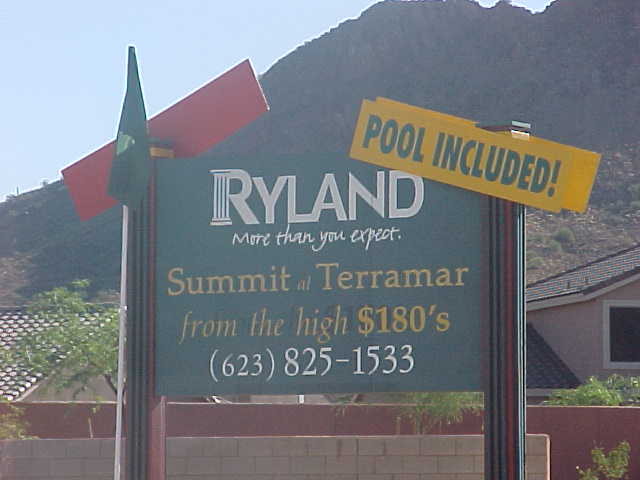 POOL INCLUDED!
RYLAND
More than you expect.
Summit at Terramar
from the high $180's
(623) 825-1533